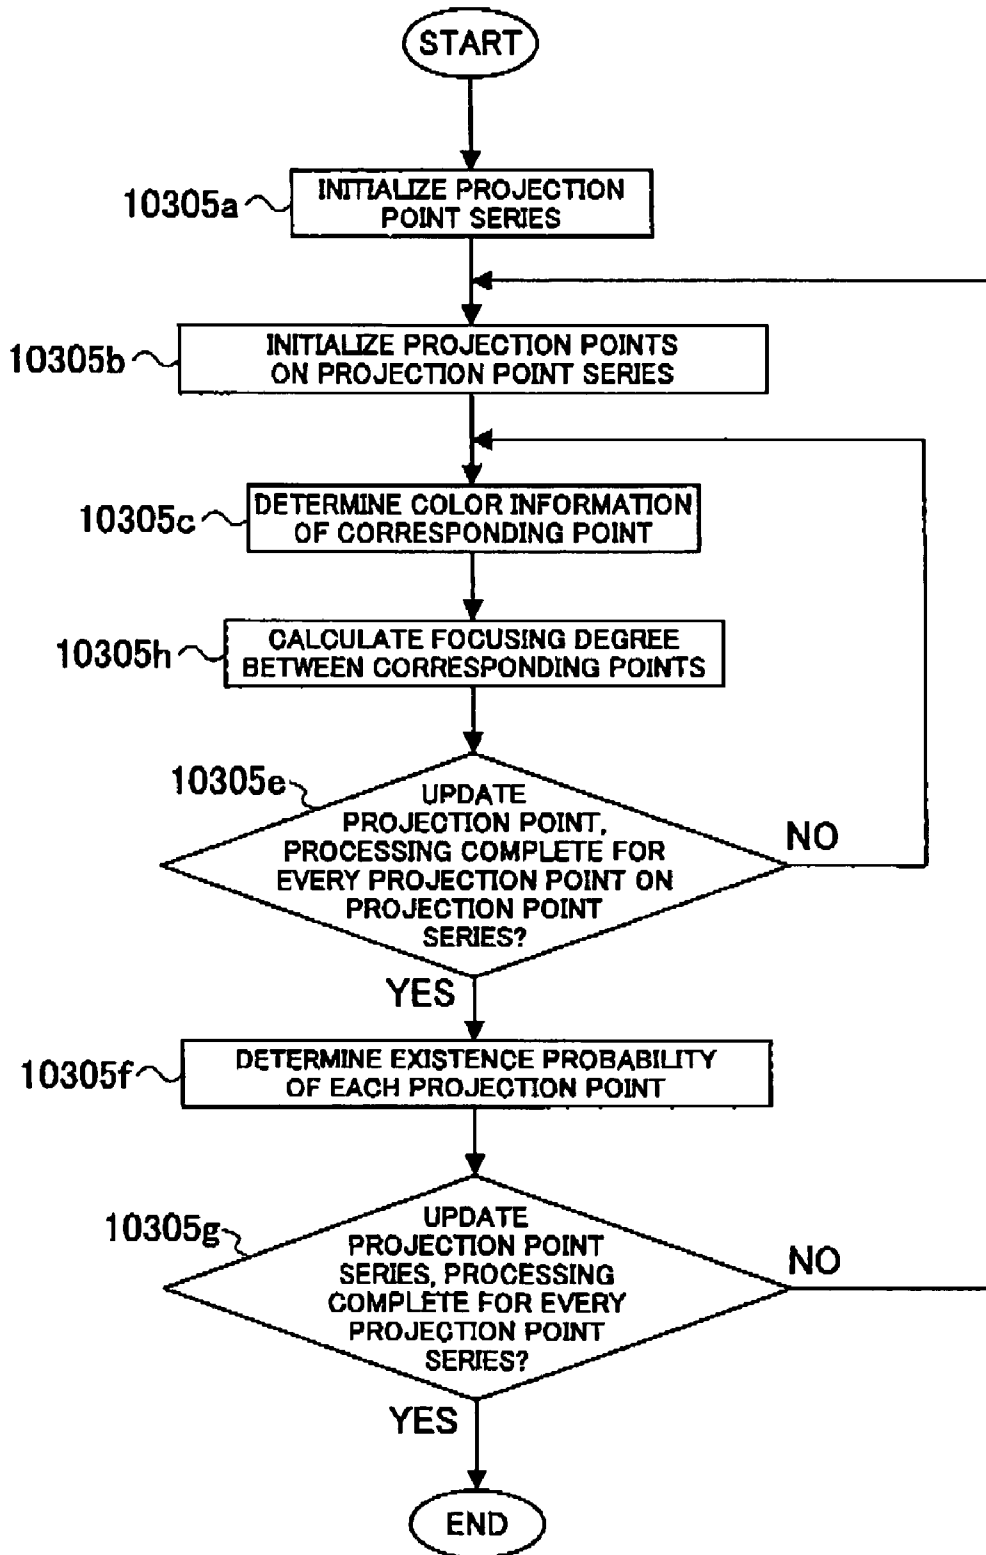 START
10305a
INITIALIZE PROJECTION
POINT SERIES
10305b
INITIALIZE PROJECTION POINTS
ON PROJECTION POINT SERIES
10305c
DETERMINE COLOR INFORMATION
OF CORRESPONDING POINT
10305h
CALCULATE FOCUSING DEGREE
BETWEEN CORRESPONDING POINTS
10305e
UPDATE
PROJECTION POINT,
PROCESSING COMPLETE FOR
EVERY PROJECTION POINT ON
PROJECTION POINT
SERIES?
NO
YES
10305f
DETERMINE EXISTENCE PROBABILITY
OF EACH PROJECTION POINT
10305g
UPDATE
PROJECTION POINT
SERIES, PROCESSING
COMPLETE FOR EVERY
PROJECTION POINT
SERIES?
NO
YES
END